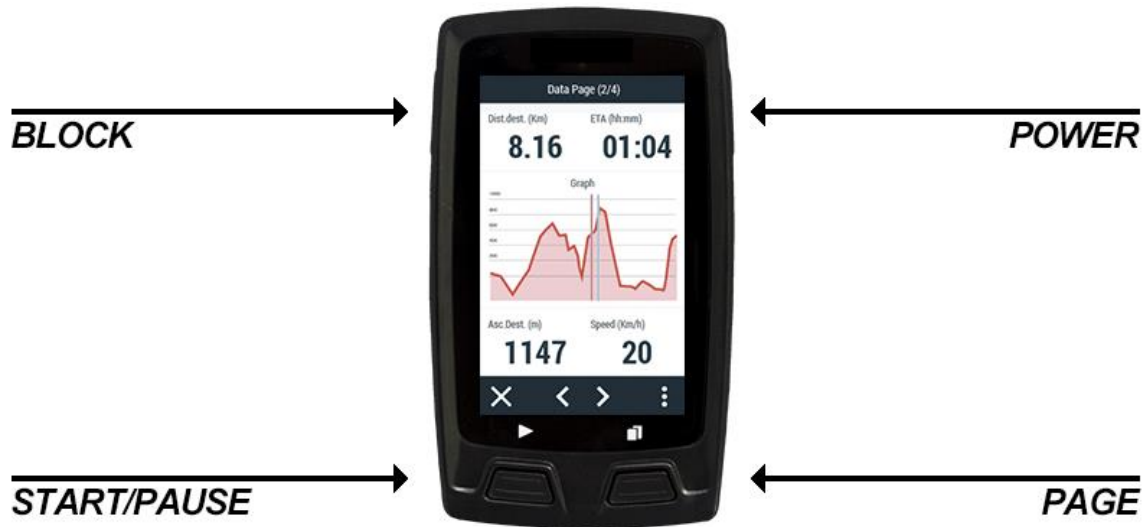 Data Page (2/4)
Dist.dest. (Km) ETA (hh:mm)
8.16 01:04
BLOCK
POWER
Graph
Asc.Dest. (m) Speed (Km/h)
1147 20
START/PAUSE
PAGE